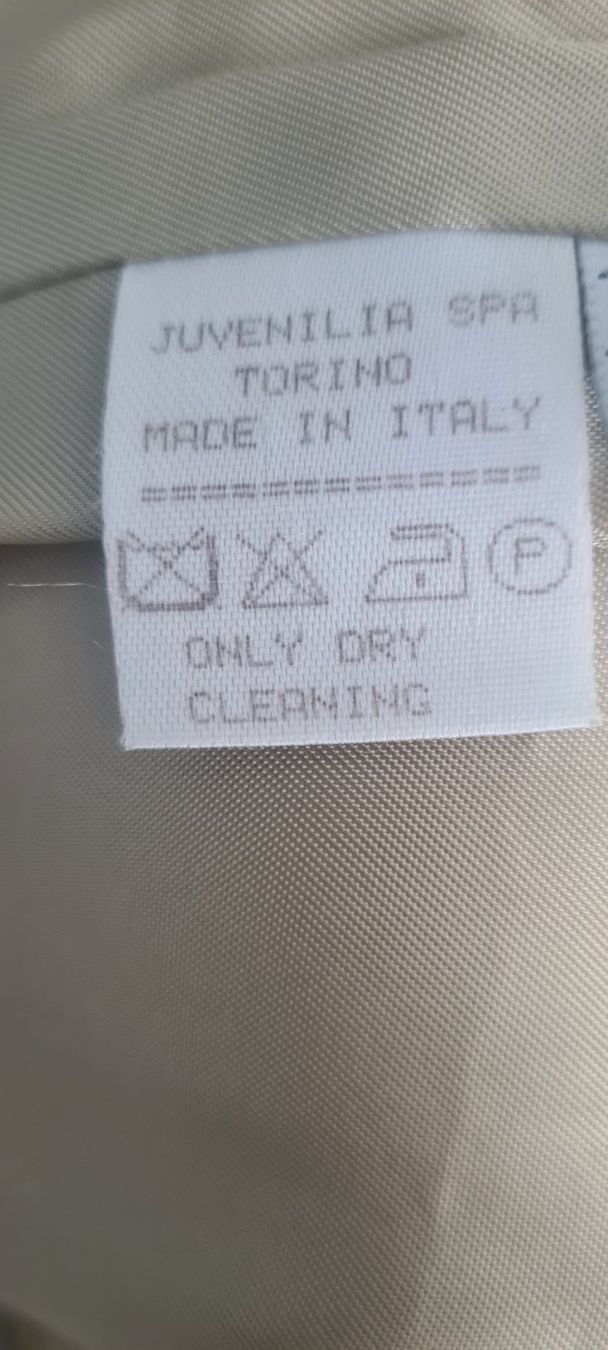 JUVENILIA SPA
TORINO
MADE IN ITALY
==============
P
ONLY DRY
CLEANING